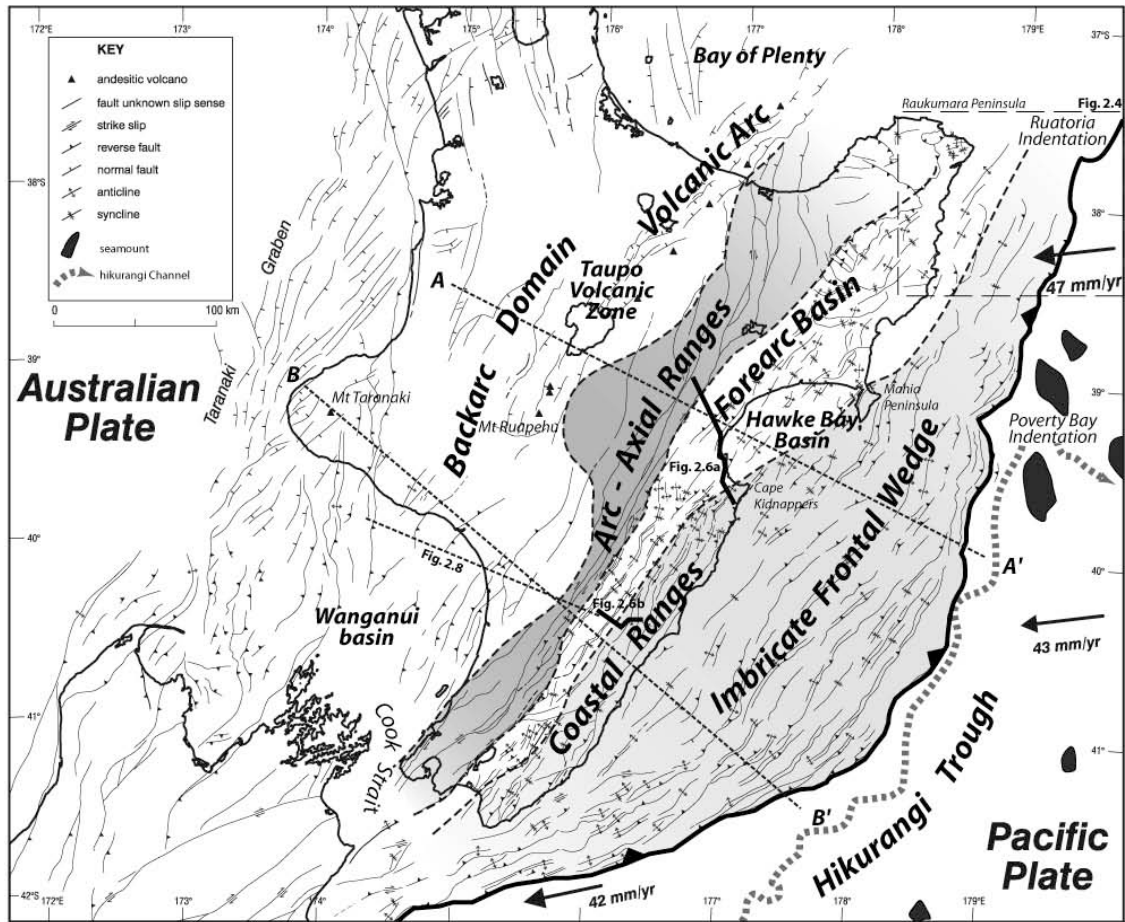 172°E
173°
174°
175°
176°
177°
178°
179°E
37°S
KEY
andesitic volcano
fault unknown slip sense
strike slip
reverse fault
normal fault
anticline
syncline
seamount
hikurangi Channel
0
100 km
Bay of Plenty
Raukumara Peninsula
Fig. 2.4
Ruatoria
Indentation
38°S
38°
Volcanic Arc
Graben
Taranaki
A
Backarc Domain
Taupo
Volcanic
Zone
Arc - Axial Ranges
Forearc Basin
47 mm/yr
39°
39°
Australian
Plate
B
Mt Taranaki
Mt Ruapehu
Hawke Bay
Basin
Mahia
Peninsula
Poverty Bay
Indentation
Fig. 2.6a
Cape
Kidnappers
40°
40°
Fig. 2.8
A'
Fig. 2.6b
Wanganui
basin
Coastal Ranges
Imbricate Frontal Wedge
43 mm/yr
41°
41°
Cook
Strait
B'
Hikurangi Trough
Pacific
Plate
42 mm/yr
42°S
172°E
173°
174°
177°
178°
179°E